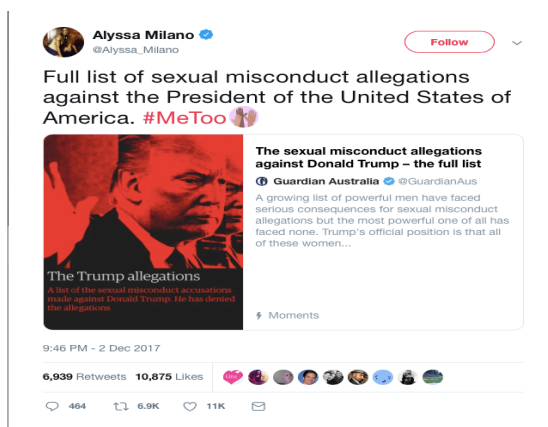 Alyssa Milano
@Alyssa_Milano
Follow
Full list of sexual misconduct allegations
against the President of the United States of
America. #MeToo
The sexual misconduct allegations
against Donald Trump – the full list
Guardian Australia @GuardianAus
A growing list of powerful men have faced
serious consequences for sexual misconduct
allegations but the most powerful one of all has
faced none. Trump's official position is that all
of these women...
The Trump allegations
A list of the sexual misconduct accusations
made against Donald Trump. He has denied
the allegations
Moments
9:46 PM - 2 Dec 2017
6,939 Retweets 10,875 Likes
464 6.9K 11K